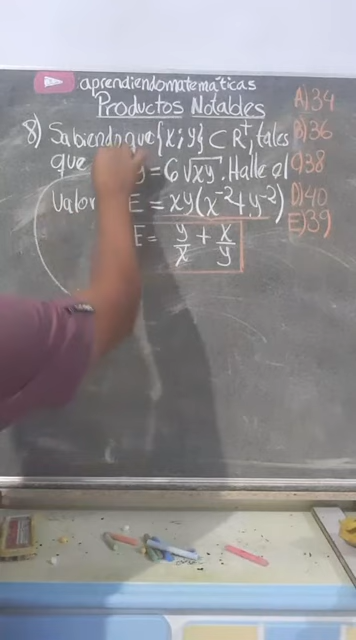 aprendiendomatemáticas
Productos Notables
8) Sabiendo que {x; y} ⊂ R⁺, tales
que y = 6√xy. Halle el
Valor E = xy(x⁻² + y⁻²)
E = y/x + x/y
A) 34
B) 36
C) 38
D) 40
E) 39